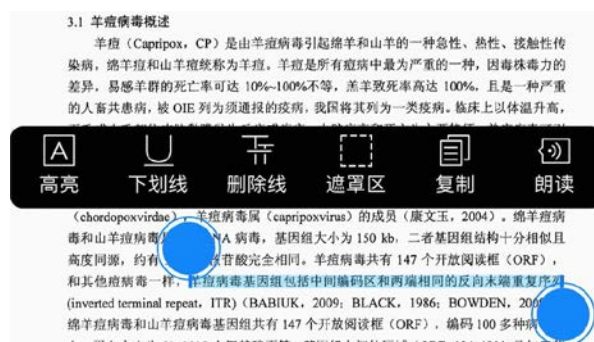 3.1 羊痘病毒概述
羊痘（Capripox，CP）是由羊痘病毒引起绵羊和山羊的一种急性、热性、接触性传
染病，绵羊痘和山羊痘统称为羊痘。羊痘是所有痘病中最为严重的一种，因毒株毒力的
差异，易感羊群的死亡率可达 10%~100%不等，羔羊致死率高达 100%，且是一种严重
的人畜共患病，被 OIE 列为须通报的疫病，我国将其列为一类疫病。临床上以体温升高，
高亮 下划线 删除线 遮罩区 复制 朗读
（chordopoxvirdae），羊痘病毒属（capripoxvirus）的成员（康文玉，2004）。绵羊痘病
毒和山羊痘病毒 NA 病毒，基因组大小为 150 kb，二者基因组结构十分相似且
高度同源，约有 苷酸完全相同。羊痘病毒共有 147 个开放阅读框（ORF），
和其他痘病毒一样，羊痘病毒基因组包括中间编码区和两端相同的反向末端重复序列
(inverted terminal repeat，ITR)（BABIUK，2009；BLACK，1986；BOWDEN，200
绵羊痘病毒和山羊痘病毒基因组共有 147 个开放阅读框（ORF），编码 100 多种病